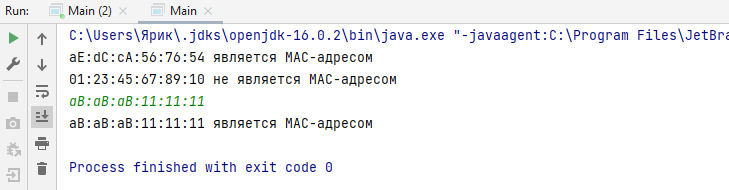 Run: Main (2) Main
C:\Users\Ярик\.jdks\openjdk-16.0.2\bin\java.exe "-javaagent:C:\Program Files\JetBra
aE:dC:cA:56:76:54 является MAC-адресом
01:23:45:67:89:10 не является MAC-адресом
aB:aB:aB:11:11:11
aB:aB:aB:11:11:11 является MAC-адресом
Process finished with exit code 0